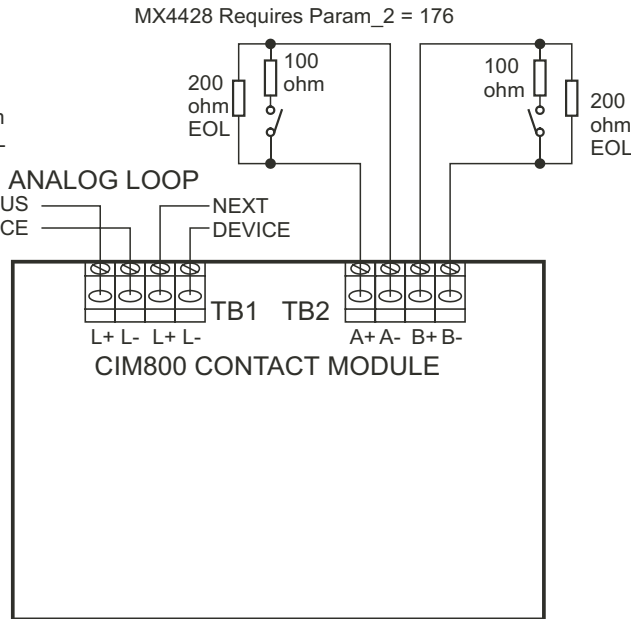 MX4428 Requires Param_2 = 176
200
ohm
EOL
100
ohm
100
ohm
200
ohm
EOL
ANALOG LOOP
NEXT
DEVICE
TB1 TB2
L+ L- L+ L-
A+ A- B+ B-
CIM800 CONTACT MODULE